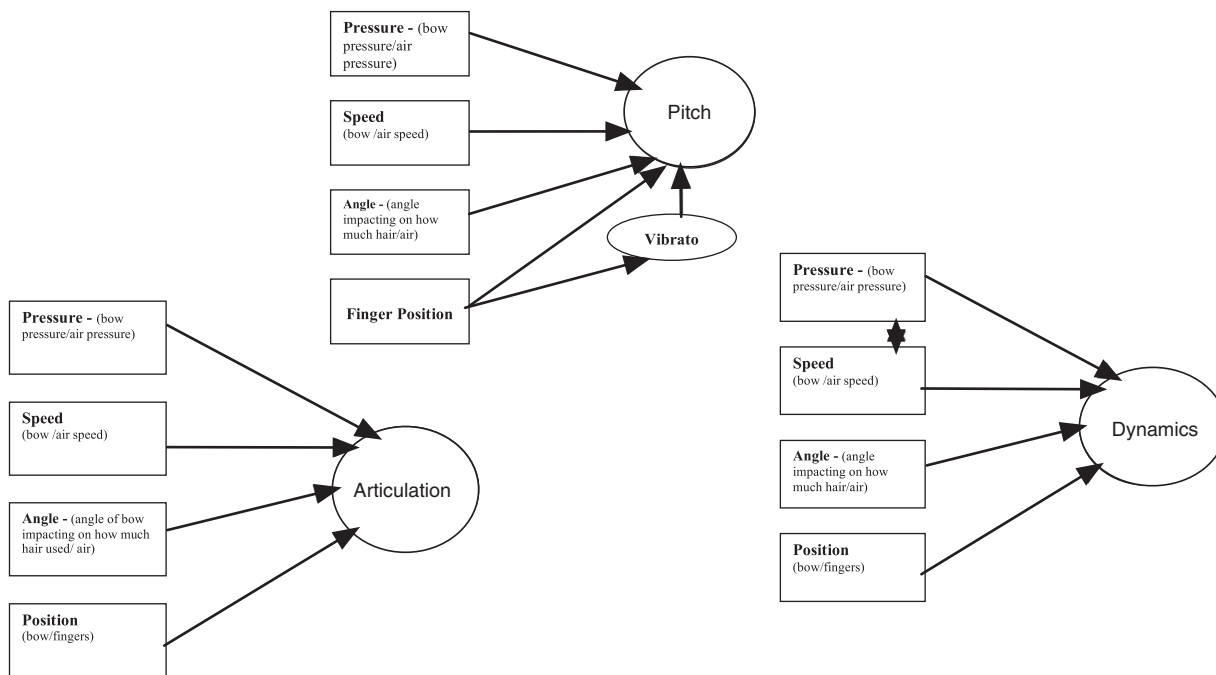 Pressure - (bow
pressure/air
pressure)
Speed
(bow /air speed)
Angle - (angle
impacting on how
much hair/air)
Finger Position
Pitch
Vibrato
Pressure - (bow
pressure/air pressure)
Speed
(bow /air speed)
Angle - (angle of bow
impacting on how much
hair used/ air)
Position
(bow/fingers)
Articulation
Pressure - (bow
pressure/air pressure)
Speed
(bow /air speed)
Angle - (angle
impacting on how
much hair/air)
Position
(bow/fingers)
Dynamics